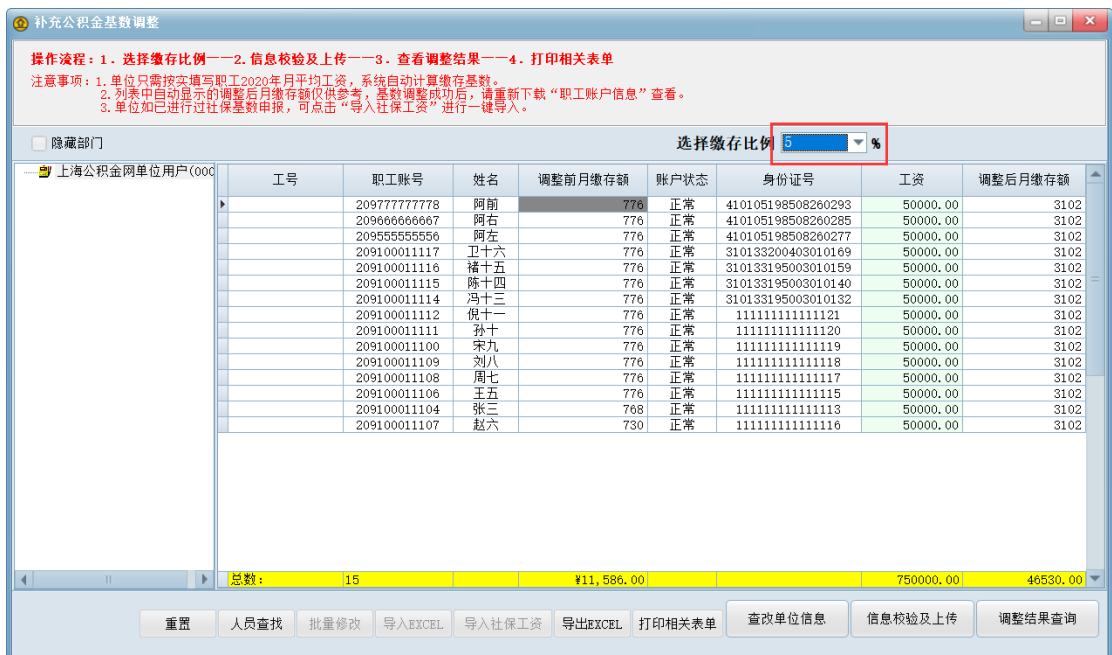 补充公积金基数调整
操作流程：1．选择缴存比例——2.信息校验及上传——3．查看调整结果——4．打印相关表单
注意事项：1.单位只需按实填写职工2020年月平均工资，系统自动计算缴存基数。
2.列表中自动显示的调整后月缴存额仅供参考，基数调整成功后，请重新下载“职工账户信息”查看。
3.单位如已进行过社保基数申报，可点击“导入社保工资”进行一键导入。
隐藏部门 选择缴存比例 5 %
上海公积金网单位用户(000
工号 职工账号 姓名 调整前月缴存额 账户状态 身份证号 工资 调整后月缴存额
209777777778 阿前 776 正常 410105198508260293 50000.00 3102
209666666667 阿右 776 正常 410105198508260285 50000.00 3102
209555555556 阿左 776 正常 410105198508260277 50000.00 3102
209100011117 卫十六 776 正常 310133200403010169 50000.00 3102
209100011116 褚十五 776 正常 310133195003010159 50000.00 3102
209100011115 陈十四 776 正常 310133195003010140 50000.00 3102
209100011114 冯十三 776 正常 310133195003010132 50000.00 3102
209100011112 倪十一 776 正常 111111111111121 50000.00 3102
209100011111 孙十 776 正常 111111111111120 50000.00 3102
209100011100 宋九 776 正常 111111111111119 50000.00 3102
209100011109 刘八 776 正常 111111111111118 50000.00 3102
209100011108 周七 776 正常 111111111111117 50000.00 3102
209100011106 王五 776 正常 111111111111115 50000.00 3102
209100011104 张三 768 正常 111111111111113 50000.00 3102
209100011107 赵六 730 正常 111111111111116 50000.00 3102
总数： 15 ¥11,586.00 750000.00 46530.00
重置 人员查找 批量修改 导入EXCEL 导入社保工资 导出EXCEL 打印相关表单 查改单位信息 信息校验及上传 调整结果查询